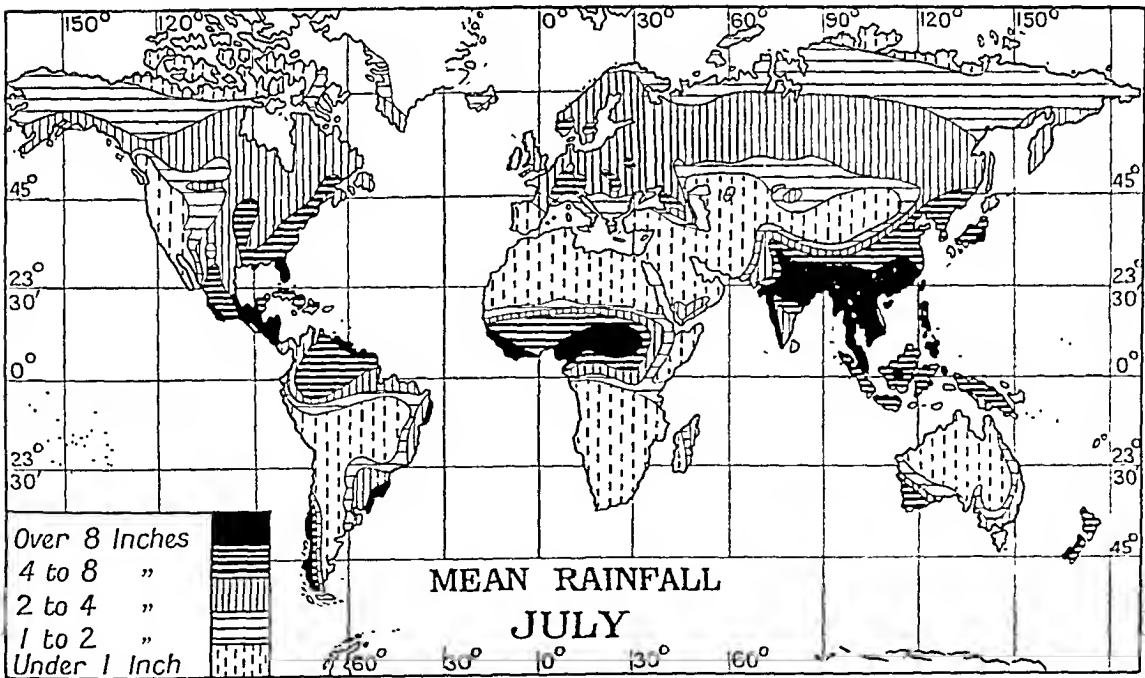 150° 120° 0° 30° 60° 90° 120° 150°
45° 45°
23° 23°
30′ 30′
0° 0°
23° 23°
30′ 30′
45°
Over 8 Inches
4 to 8 „
2 to 4 „
1 to 2 „
Under 1 Inch
MEAN RAINFALL
JULY
60° 30° 0° 30° 60°